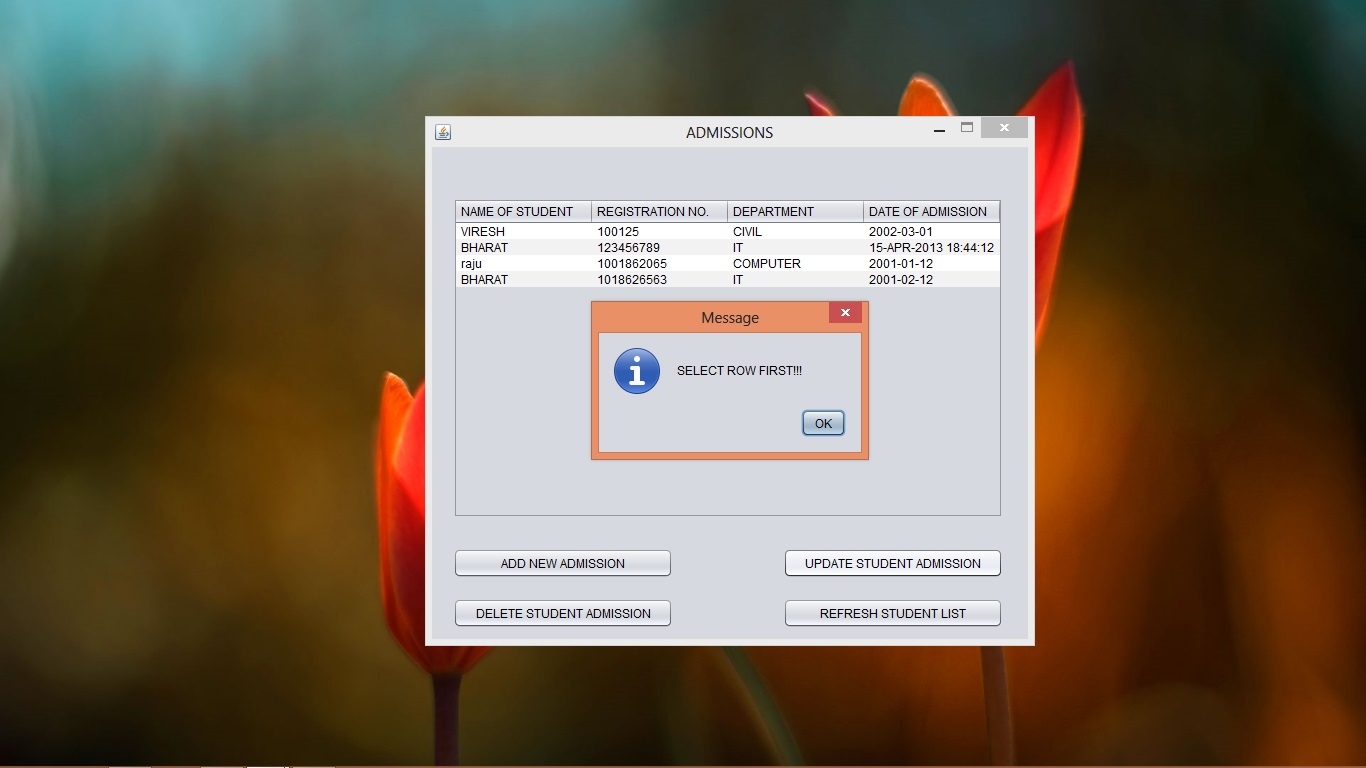 ADMISSIONS
NAME OF STUDENT REGISTRATION NO. DEPARTMENT DATE OF ADMISSION
VIRESH 100125 CIVIL 2002-03-01
BHARAT 123456789 IT 15-APR-2013 18:44:12
raju 1001862065 COMPUTER 2001-01-12
BHARAT 1018626563 IT 2001-02-12
Message
SELECT ROW FIRST!!!
OK
ADD NEW ADMISSION UPDATE STUDENT ADMISSION
DELETE STUDENT ADMISSION REFRESH STUDENT LIST